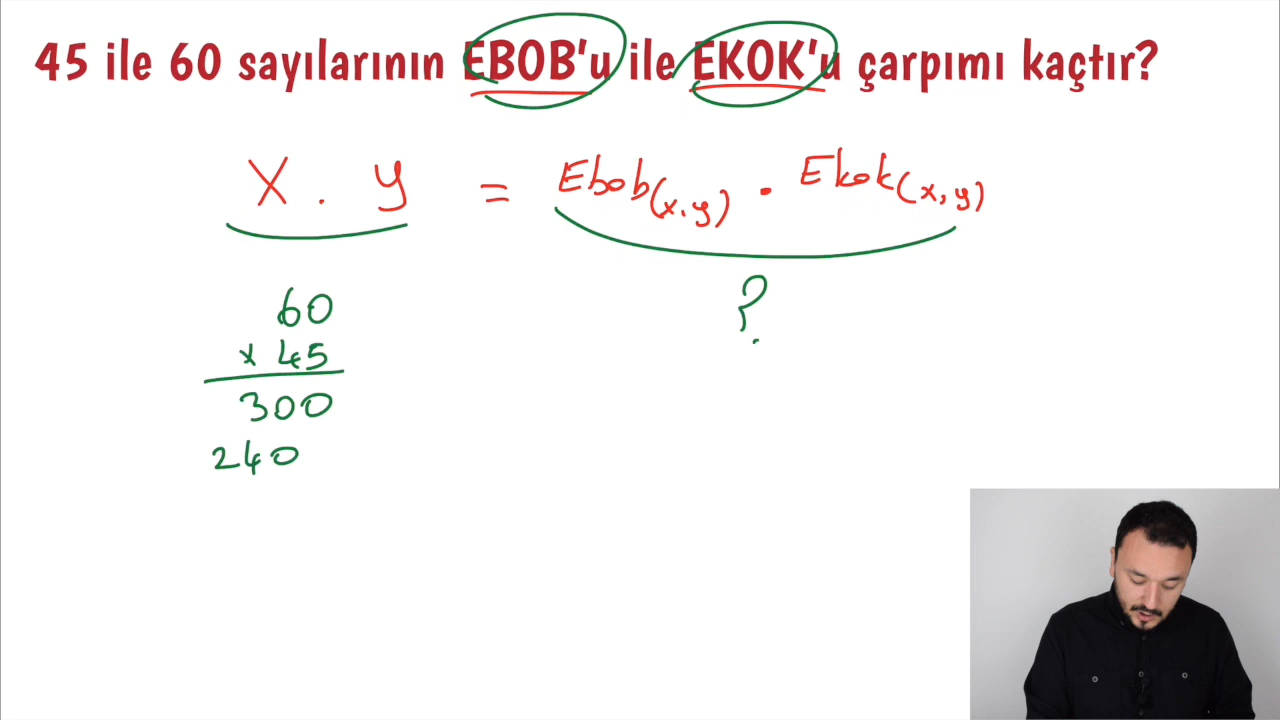 45 ile 60 sayılarının EBOB'u ile EKOK'u çarpımı kaçtır?
X . y = Ebob(x,y) . Ekok(x,y)
?
60
x 45
300
240